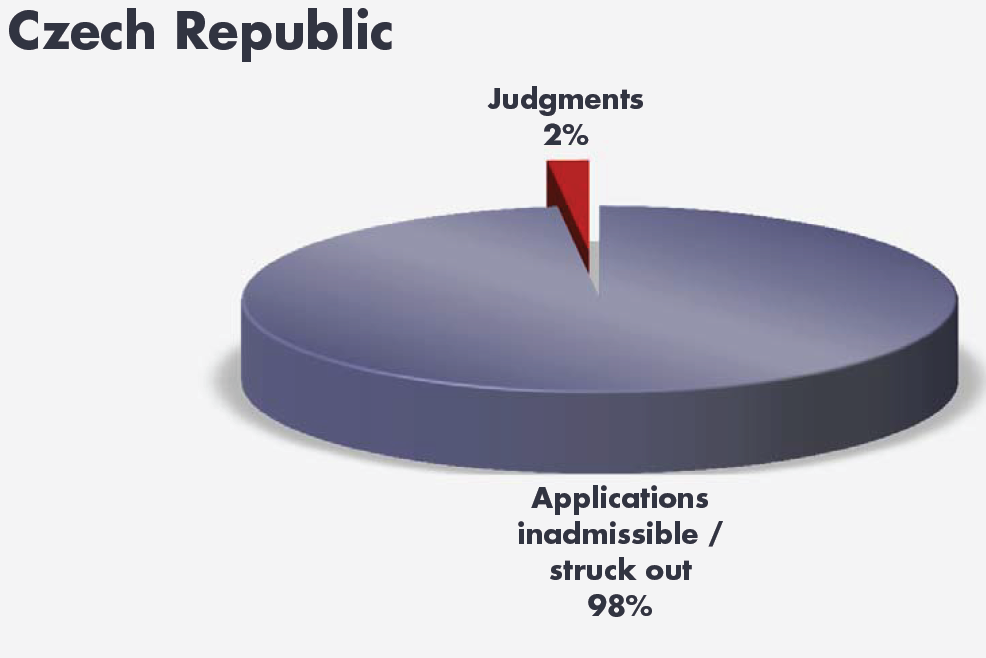 Czech Republic
Judgments
2%
Applications
inadmissible /
struck out
98%